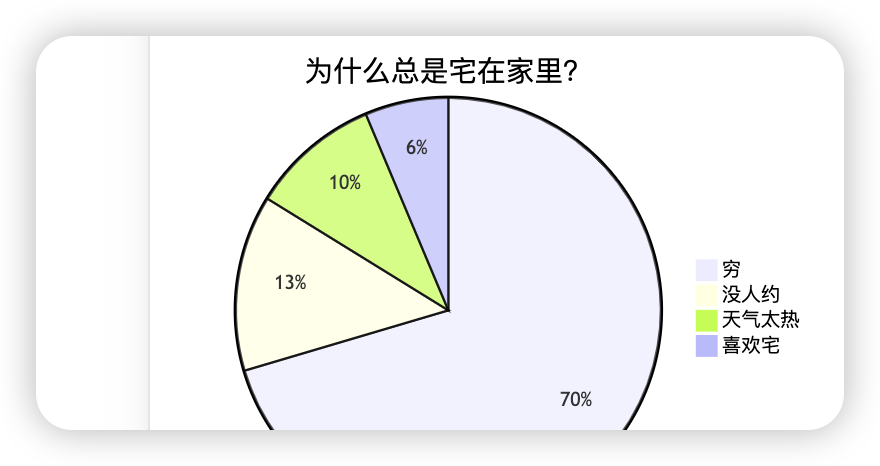 为什么总是宅在家里?
6%
10%
13%
70%
穷
没人约
天气太热
喜欢宅